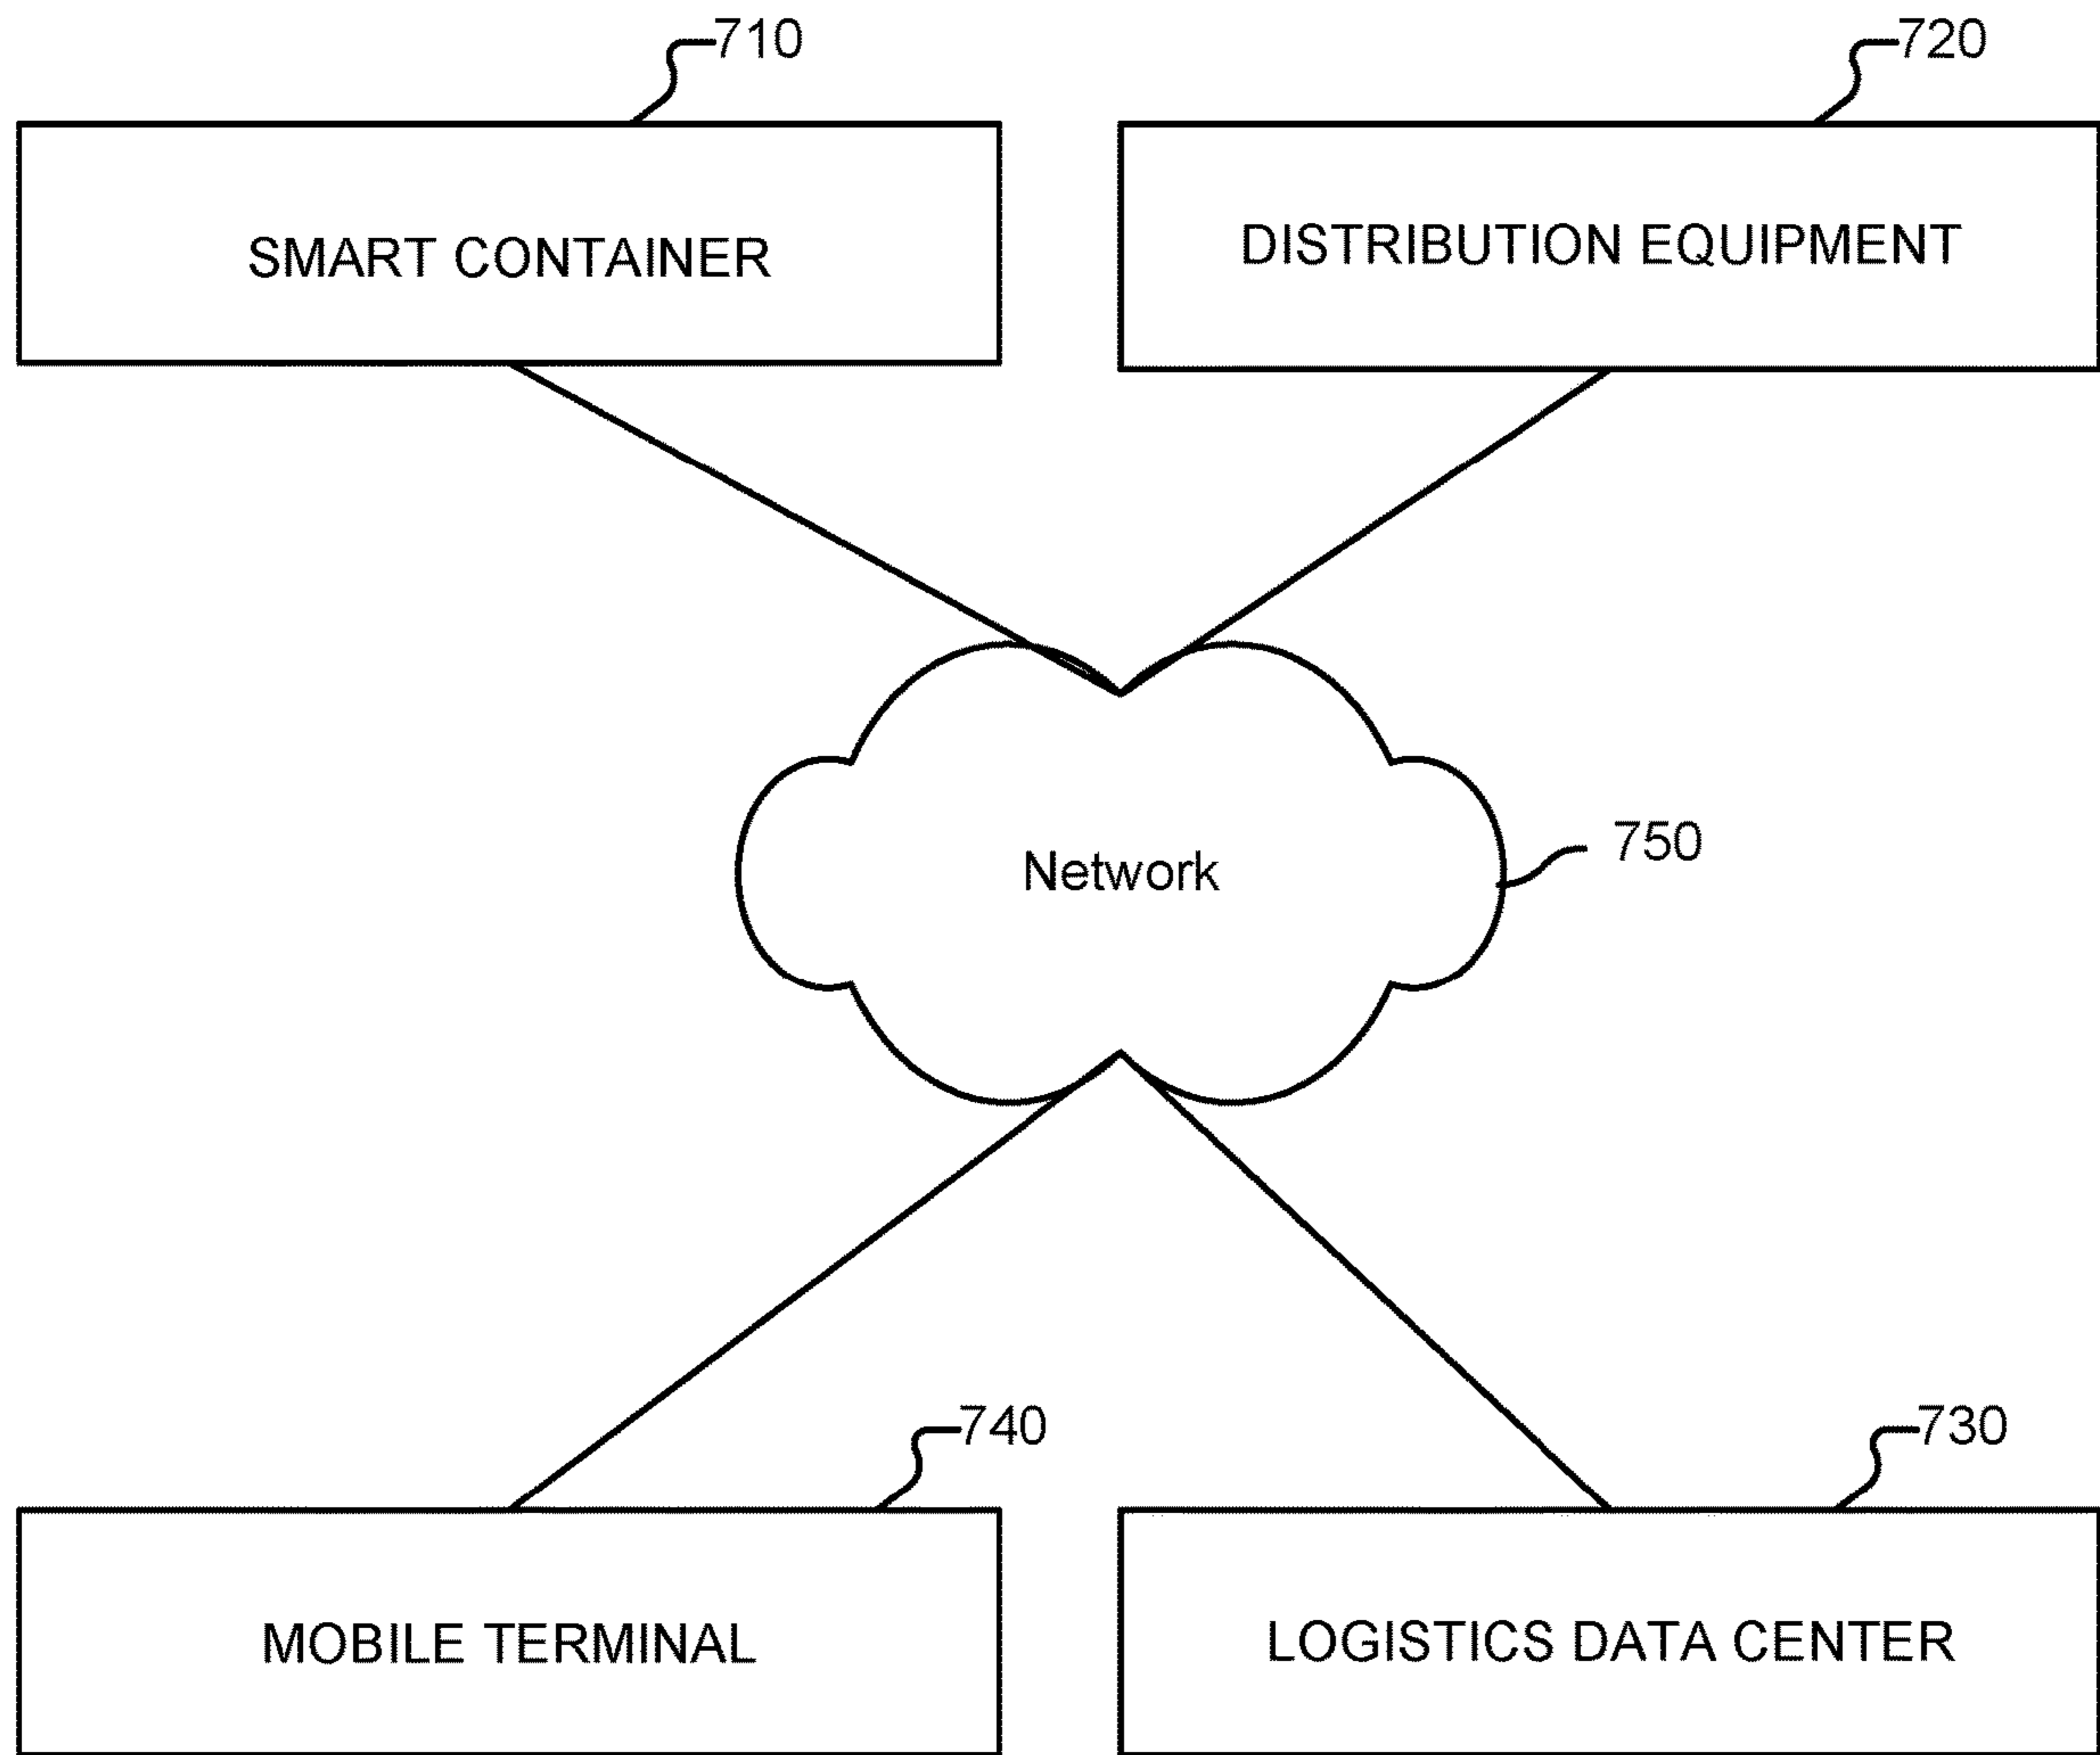 710
720
SMART CONTAINER
DISTRIBUTION EQUIPMENT
Network
750
740
730
MOBILE TERMINAL
LOGISTICS DATA CENTER